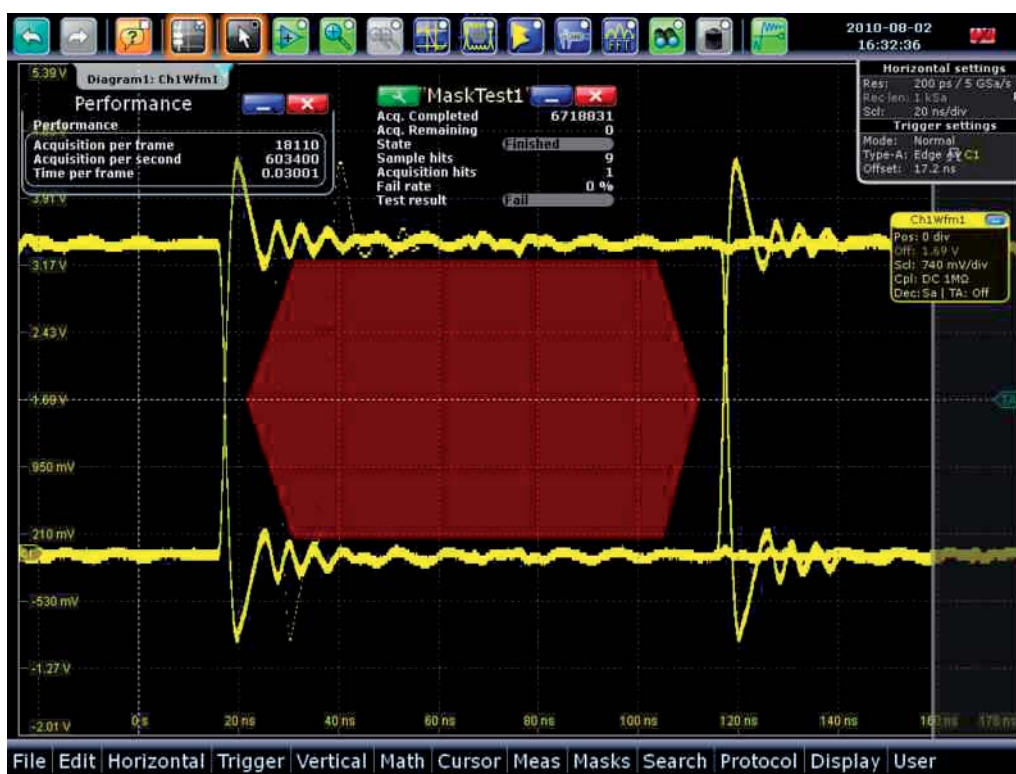 FFT
2010-08-02
16:32:36
5.39 V
Diagram1: Ch1Wfm1
Performance
Performance
Acquisition per frame 18110
Acquisition per second 603400
Time per frame 0.03001
MaskTest1
Acq. Completed 6718831
Acq. Remaining 0
State Finished
Sample hits 9
Acquisition hits 1
Fail rate 0 %
Test result Fail
Horizontal settings
Res: 200 ps / 5 GSa/s
Rec len: 1 kSa
Scl: 20 ns/div
Trigger settings
Mode: Normal
Type-A: Edge C1
Offset: 17.2 ns
Ch1Wfm1
Pos: 0 div
Off: 1.69 V
Scl: 740 mV/div
Cpl: DC 1MΩ
Dec: Sa | TA: Off
3.91 V
3.17 V
2.43 V
1.69 V
TA
950 mV
210 mV
-530 mV
-1.27 V
-2.01 V
0 s 20 ns 40 ns 60 ns 80 ns 100 ns 120 ns 140 ns 178 ns
File Edit Horizontal Trigger Vertical Math Cursor Meas Masks Search Protocol Display User